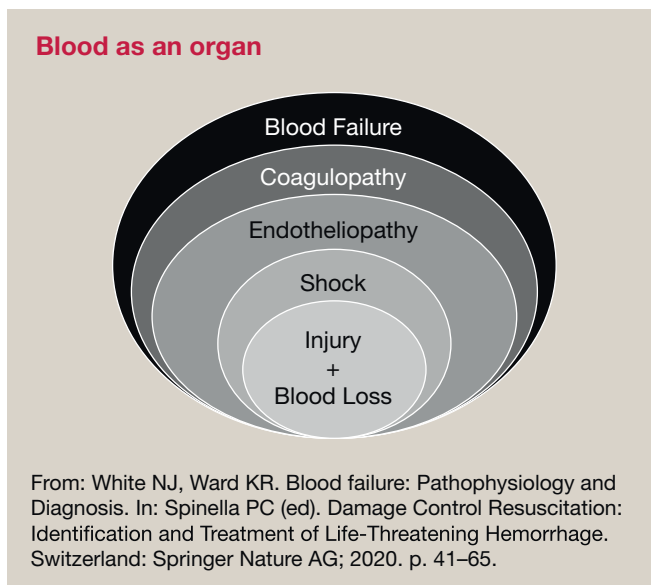 Blood as an organ
Blood Failure
Coagulopathy
Endotheliopathy
Shock
Injury
+
Blood Loss
From: White NJ, Ward KR. Blood failure: Pathophysiology and
Diagnosis. In: Spinella PC (ed). Damage Control Resuscitation:
Identification and Treatment of Life-Threatening Hemorrhage.
Switzerland: Springer Nature AG; 2020. p. 41–65.